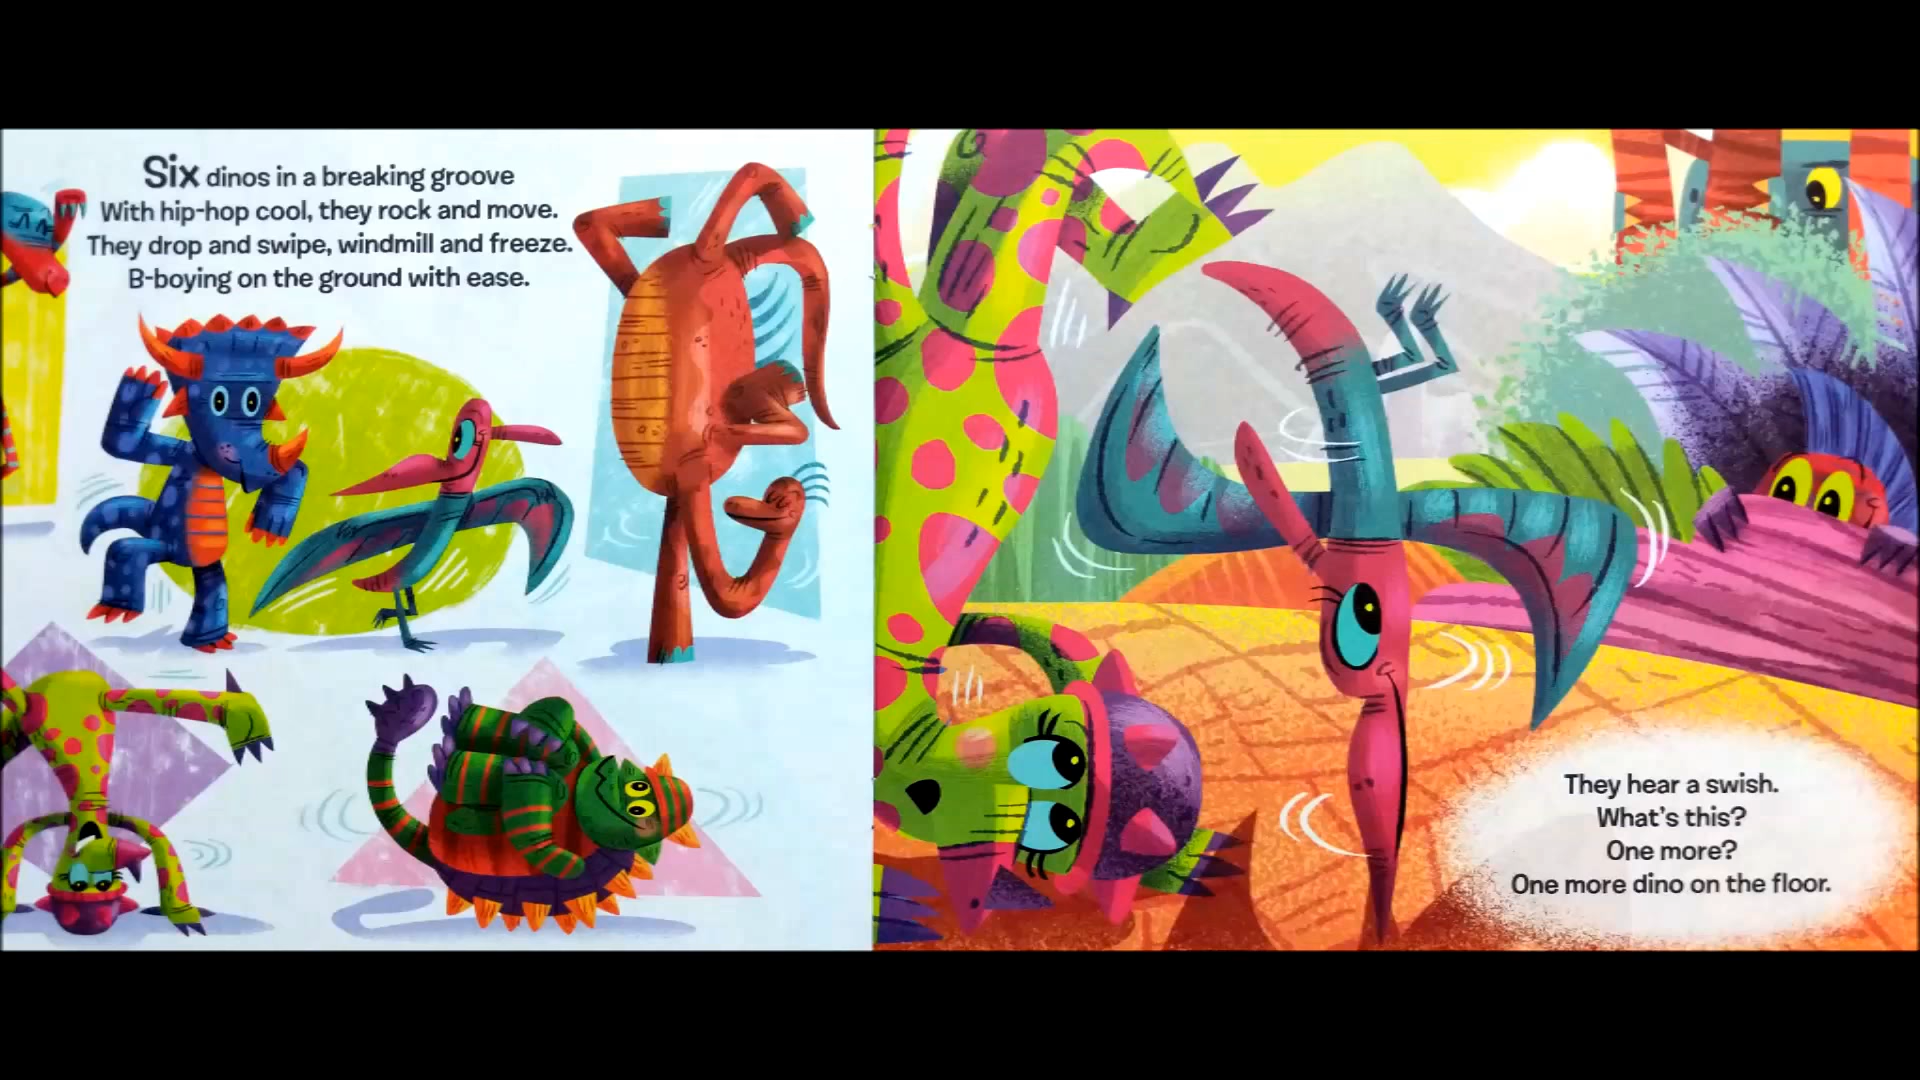 Six dinos in a breaking groove
With hip-hop cool, they rock and move.
They drop and swipe, windmill and freeze.
B-boying on the ground with ease.
They hear a swish.
What's this?
One more?
One more dino on the floor.